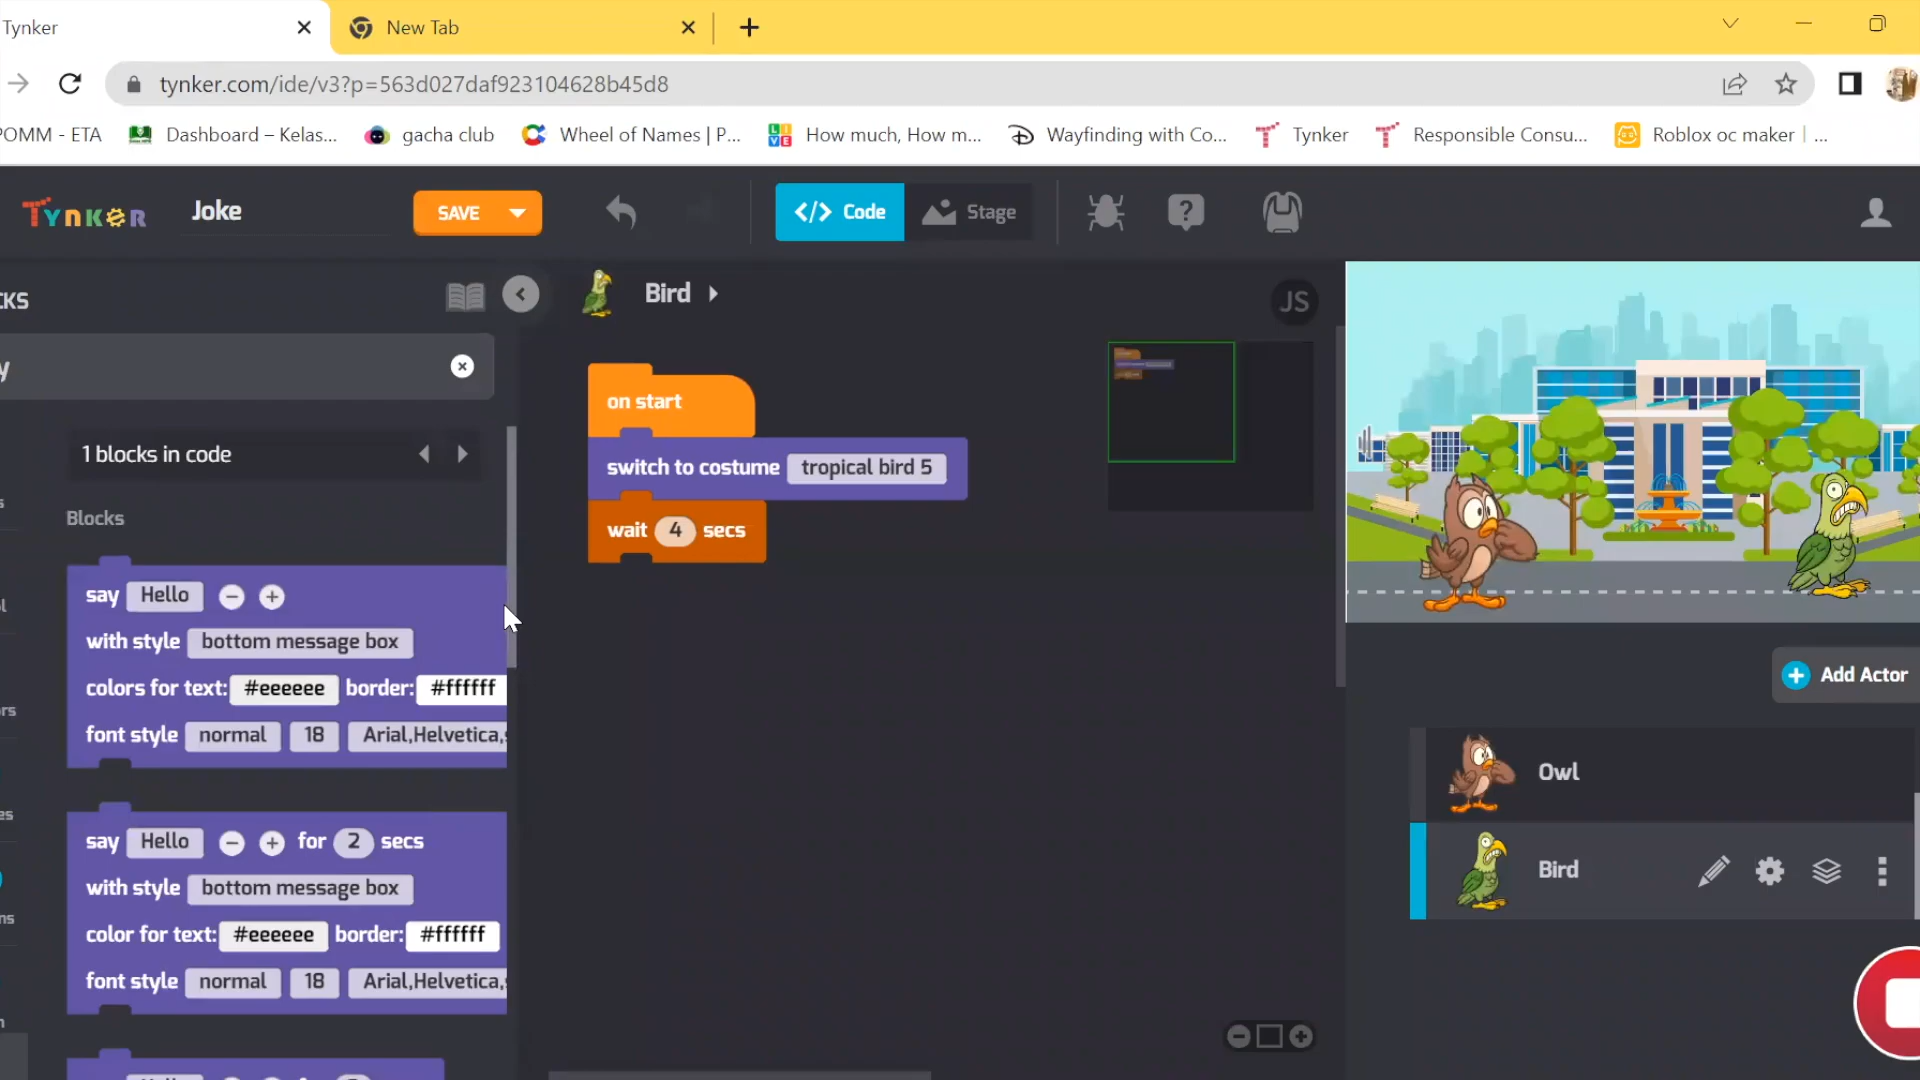 Tynker
New Tab
tynker.com/ide/v3?p=563d027daf923104628b45d8
POMM - ETA
Dashboard – Kelas...
gacha club
Wheel of Names | P...
LIVE
How much, How m...
Wayfinding with Co...
Tynker
Responsible Consu...
Roblox oc maker | ...
TYNKER
Joke
SAVE
</> Code
Stage
CKS
Bird
JS
y
1 blocks in code
Blocks
on start
switch to costume tropical bird 5
wait 4 secs
say Hello
with style bottom message box
colors for text: #eeeeee border: #ffffff
font style normal 18 Arial,Helvetica,s
say Hello for 2 secs
with style bottom message box
color for text: #eeeeee border: #ffffff
font style normal 18 Arial,Helvetica,s
Add Actor
Owl
Bird